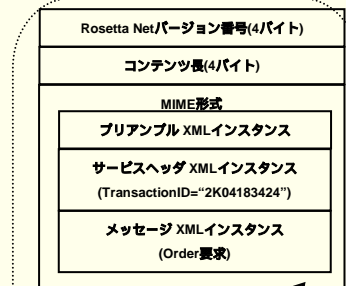 Rosetta Netバージョン番号(4バイト)
コンテンツ長(4バイト)
MIME形式
プリアンプル XMLインスタンス
サービスヘッダ XMLインスタンス
(TransactionID=“2K04183424”)
メッセージ XMLインスタンス
(Order要求)